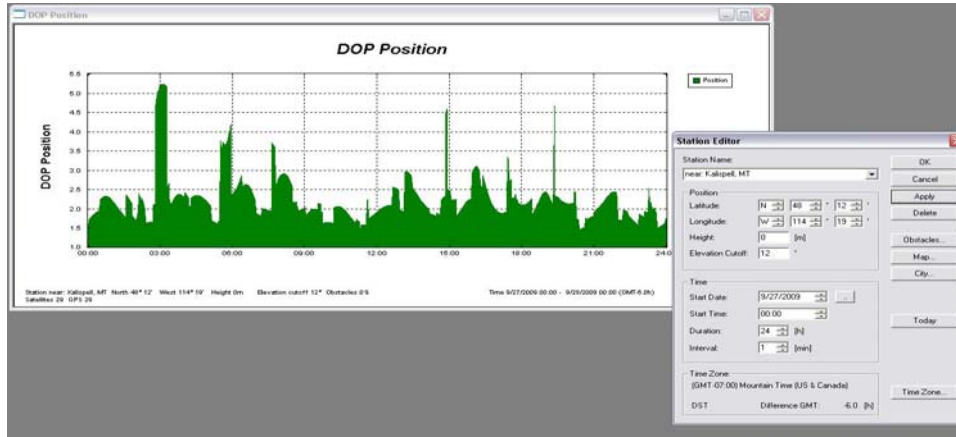 DOP Position
DOP Position
Position
DOP Position
5.5
5.0
4.5
4.0
3.5
3.0
2.5
2.0
1.5
1.0
00:00 03:00 06:00 09:00 12:00 15:00 18:00 21:00 24:0
Station near: Kalispell, MT North 48° 12' West 114° 19' Height 0m Elevation cutoff 12° Obstacles 0%
Time 9/27/2009 00:00 - 9/28/2009 00:00 (GMT-6.0h)
Satellites 29 GPS 29
Station Editor
Station Name:
near: Kalispell, MT
OK
Cancel
Apply
Delete
Obstacles...
Map...
City...
Today
Time Zone...
Position
Latitude: N 48 ° 12 '
Longitude: W 114 ° 19 '
Height: 0 [m]
Elevation Cutoff: 12 °
Time
Start Date: 9/27/2009 ...
Start Time: 00:00
Duration: 24 [h]
Interval: 1 [min]
Time Zone:
(GMT-07:00) Mountain Time (US & Canada)
DST Difference GMT: -6.0 [h]